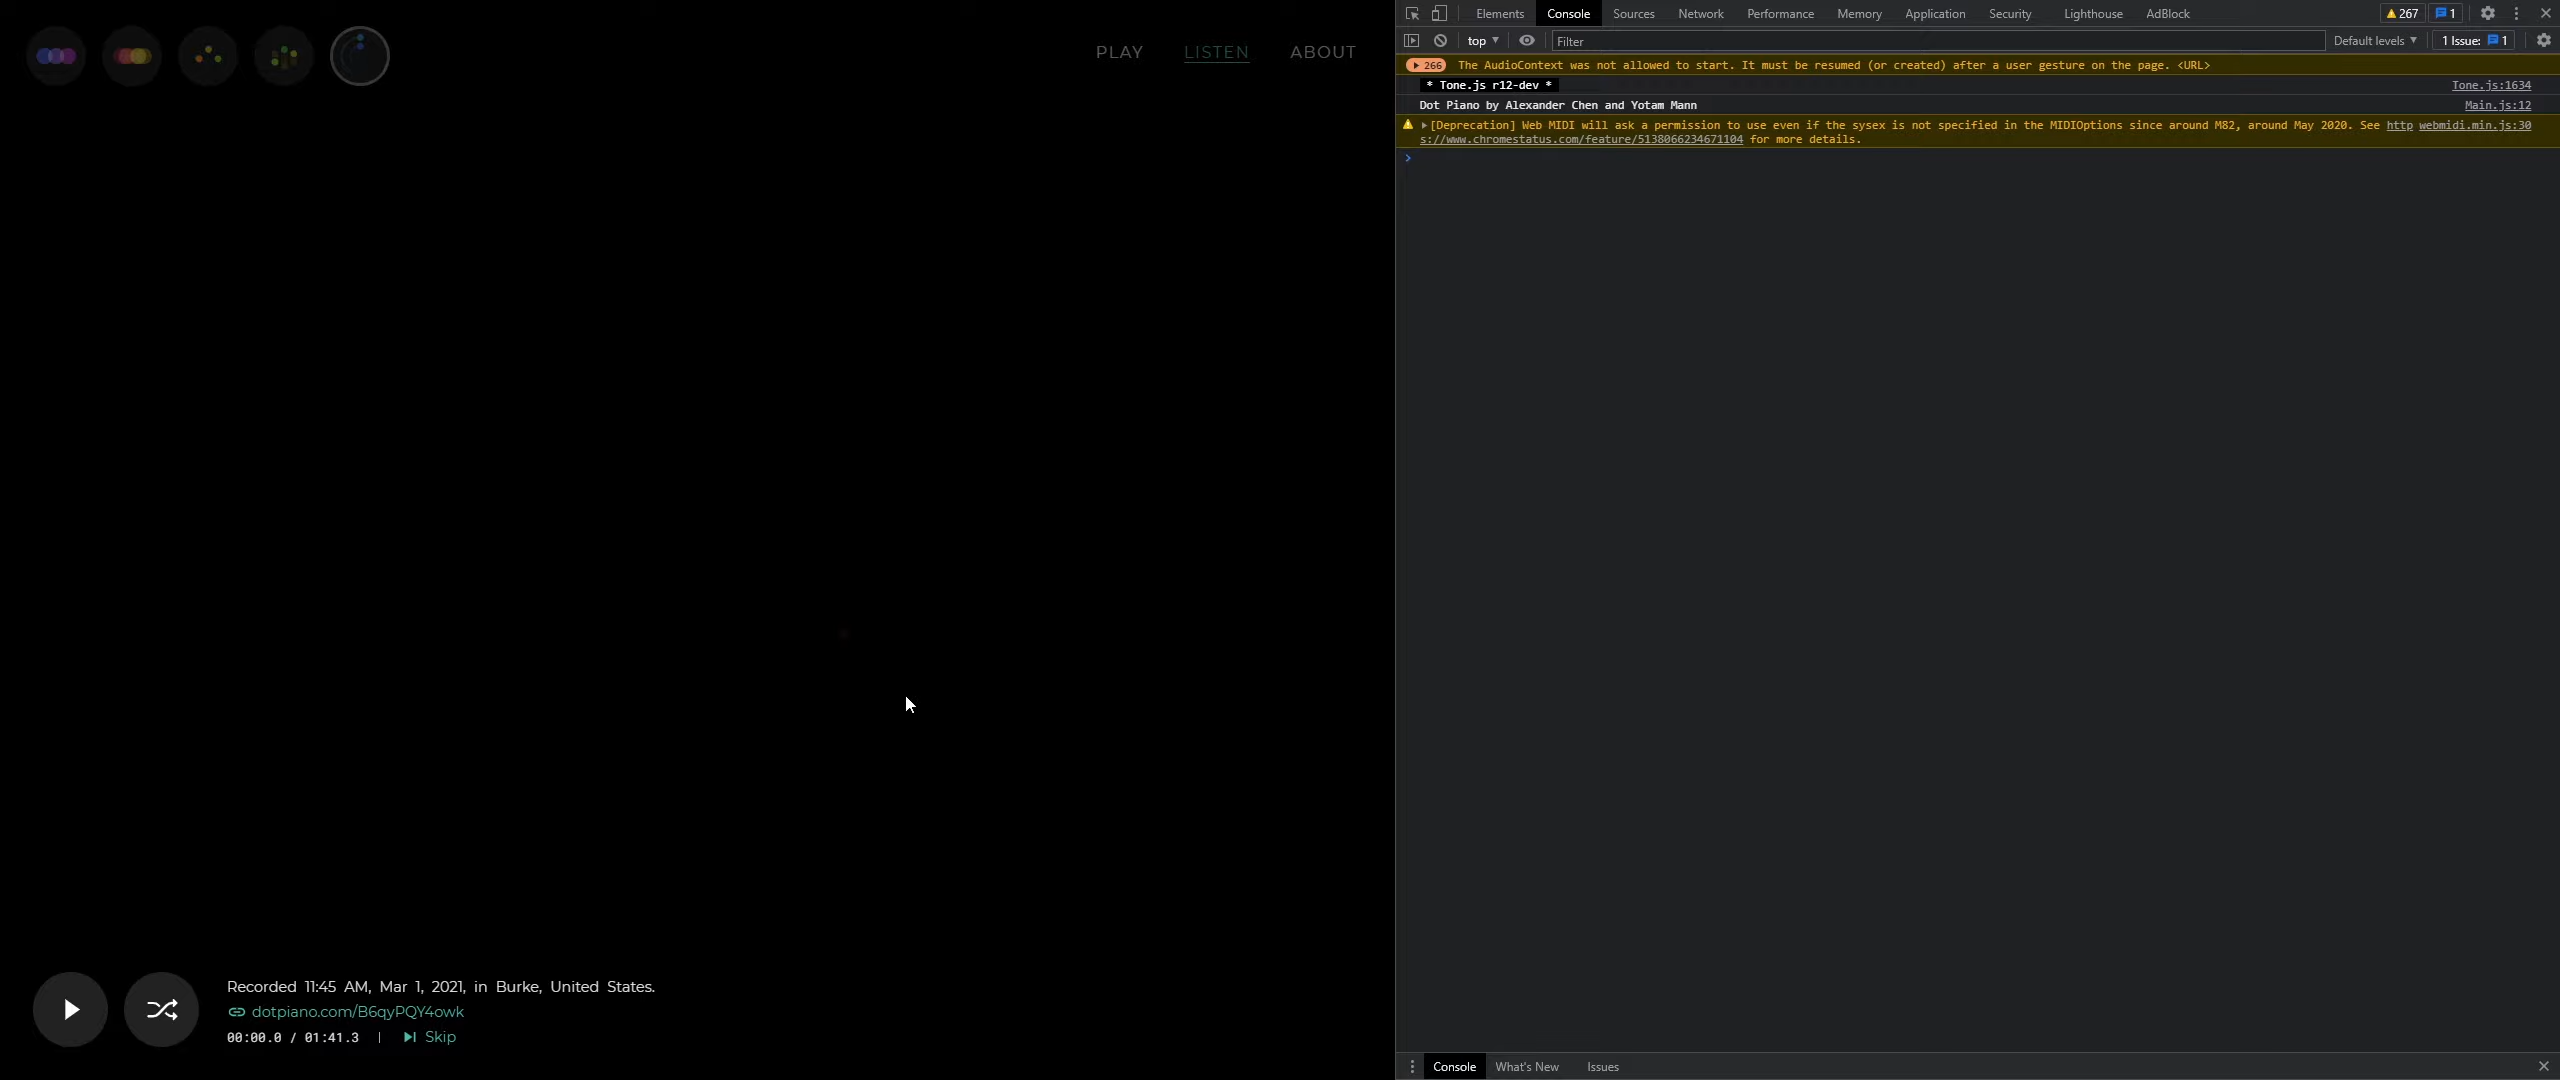 PLAY LISTEN ABOUT
Recorded 11:45 AM, Mar 1, 2021, in Burke, United States.
dotpiano.com/B6qyPQY4owk
00:00.0 / 01:41.3 | Skip
Elements Console Sources Network Performance Memory Application Security Lighthouse AdBlock 267 1
top Filter Default levels 1 Issue: 1
266 The AudioContext was not allowed to start. It must be resumed (or created) after a user gesture on the page. <URL>
* Tone.js r12-dev * Tone.js:1634
Dot Piano by Alexander Chen and Yotam Mann Main.js:12
[Deprecation] Web MIDI will ask a permission to use even if the sysex is not specified in the MIDIOptions since around M82, around May 2020. See http webmidi.min.js:30
s://www.chromestatus.com/feature/5138066234671104 for more details.
Console What's New Issues